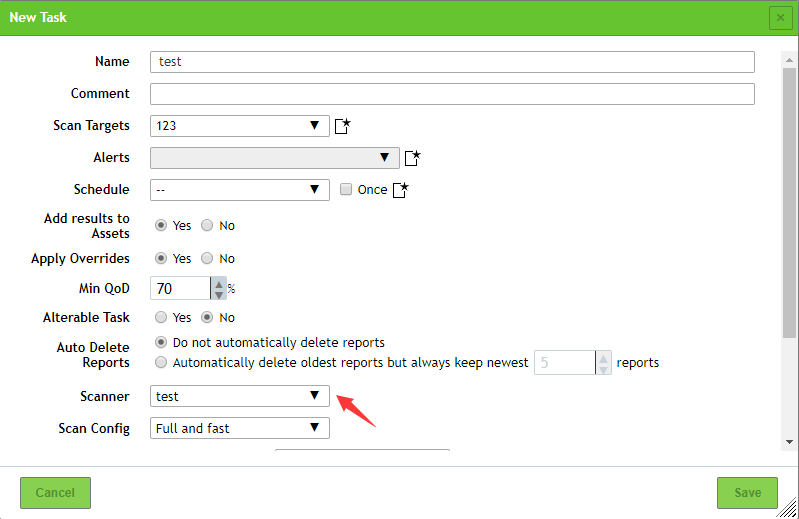 New Task
Name test
Comment
Scan Targets 123
Alerts
Schedule -- Once
Add results to
Assets Yes No
Apply Overrides Yes No
Min QoD 70 %
Alterable Task Yes No
Auto Delete
Reports Do not automatically delete reports
Automatically delete oldest reports but always keep newest 5 reports
Scanner test
Scan Config Full and fast
Cancel Save